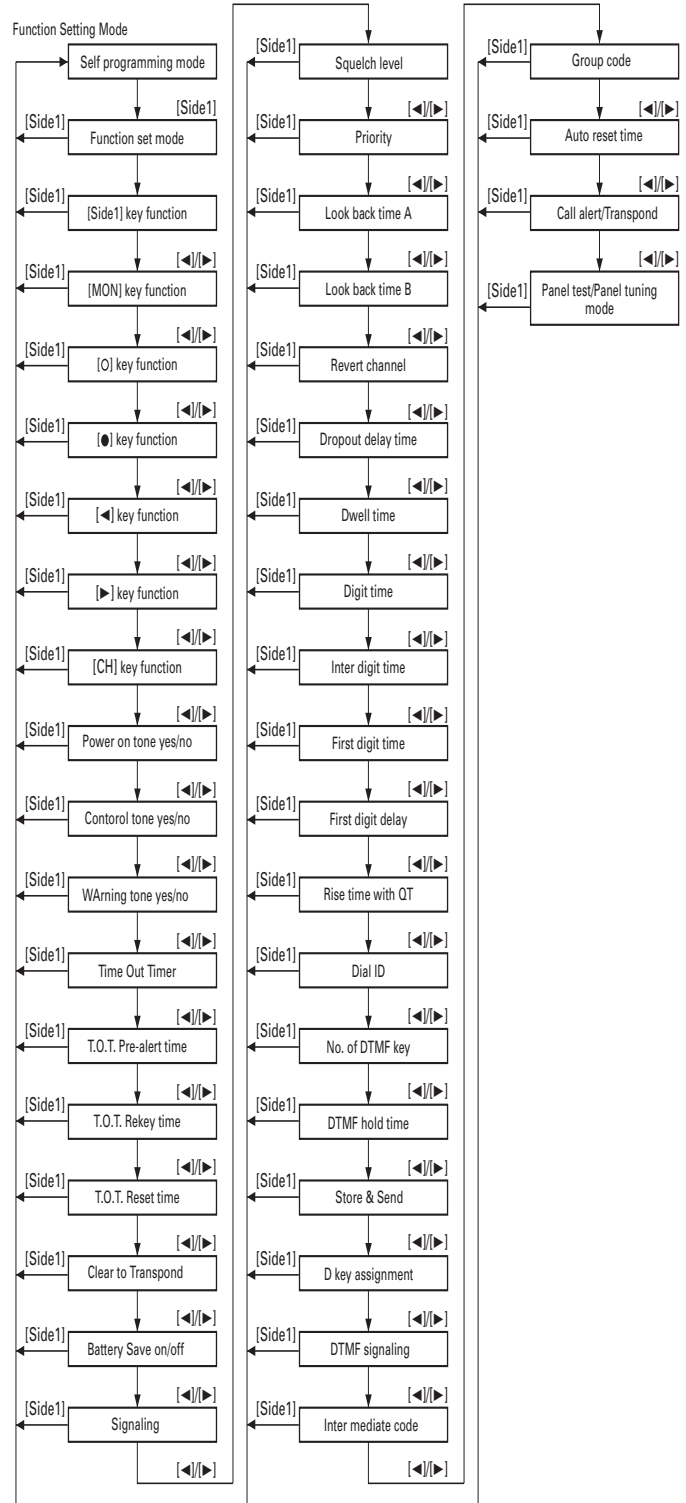 Function Setting Mode
Self programming mode
[Side1]
[Side1]
Function set mode
[Side1]
[Side1] key function
[◀]/[▶]
[Side1]
[MON] key function
[◀]/[▶]
[Side1]
[O] key function
[◀]/[▶]
[Side1]
[●] key function
[◀]/[▶]
[Side1]
[◀] key function
[◀]/[▶]
[Side1]
[▶] key function
[◀]/[▶]
[Side1]
[CH] key function
[◀]/[▶]
[Side1]
Power on tone yes/no
[◀]/[▶]
[Side1]
Contorol tone yes/no
[◀]/[▶]
[Side1]
WArning tone yes/no
[◀]/[▶]
[Side1]
Time Out Timer
[◀]/[▶]
[Side1]
T.O.T. Pre-alert time
[◀]/[▶]
[Side1]
T.O.T. Rekey time
[◀]/[▶]
[Side1]
T.O.T. Reset time
[◀]/[▶]
[Side1]
Clear to Transpond
[◀]/[▶]
[Side1]
Battery Save on/off
[◀]/[▶]
[Side1]
Signaling
[◀]/[▶]
[Side1]
Squelch level
[◀]/[▶]
[Side1]
Priority
[◀]/[▶]
[Side1]
Look back time A
[◀]/[▶]
[Side1]
Look back time B
[◀]/[▶]
[Side1]
Revert channel
[◀]/[▶]
[Side1]
Dropout delay time
[◀]/[▶]
[Side1]
Dwell time
[◀]/[▶]
[Side1]
Digit time
[◀]/[▶]
[Side1]
Inter digit time
[◀]/[▶]
[Side1]
First digit time
[◀]/[▶]
[Side1]
First digit delay
[◀]/[▶]
[Side1]
Rise time with QT
[◀]/[▶]
[Side1]
Dial ID
[◀]/[▶]
[Side1]
No. of DTMF key
[◀]/[▶]
[Side1]
DTMF hold time
[◀]/[▶]
[Side1]
Store & Send
[◀]/[▶]
[Side1]
D key assignment
[◀]/[▶]
[Side1]
DTMF signaling
[◀]/[▶]
[Side1]
Inter mediate code
[◀]/[▶]
[Side1]
Group code
[◀]/[▶]
[Side1]
Auto reset time
[◀]/[▶]
[Side1]
Call alert/Transpond
[◀]/[▶]
[Side1]
Panel test/Panel tuning
mode